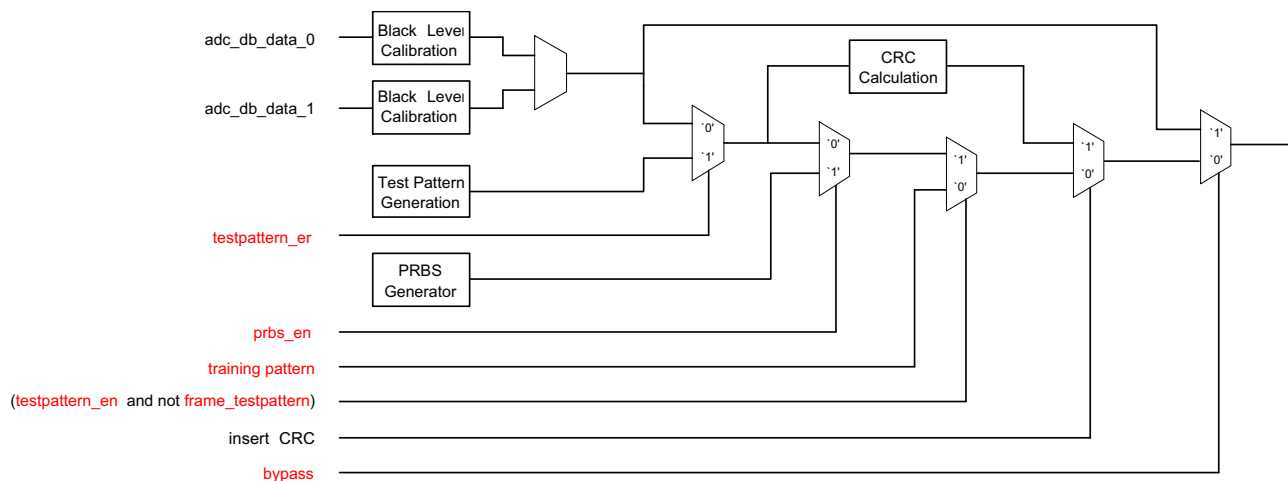 adc_db_data_0
Black Level
Calibration
CRC
Calculation
adc_db_data_1
Black Level
Calibration
`0'
`1'
`0'
`1'
`1'
`0'
`1'
`0'
`1'
`0'
Test Pattern
Generation
testpattern_er
PRBS
Generator
prbs_en
training pattern
(testpattern_en and not frame_testpattern)
insert CRC
bypass